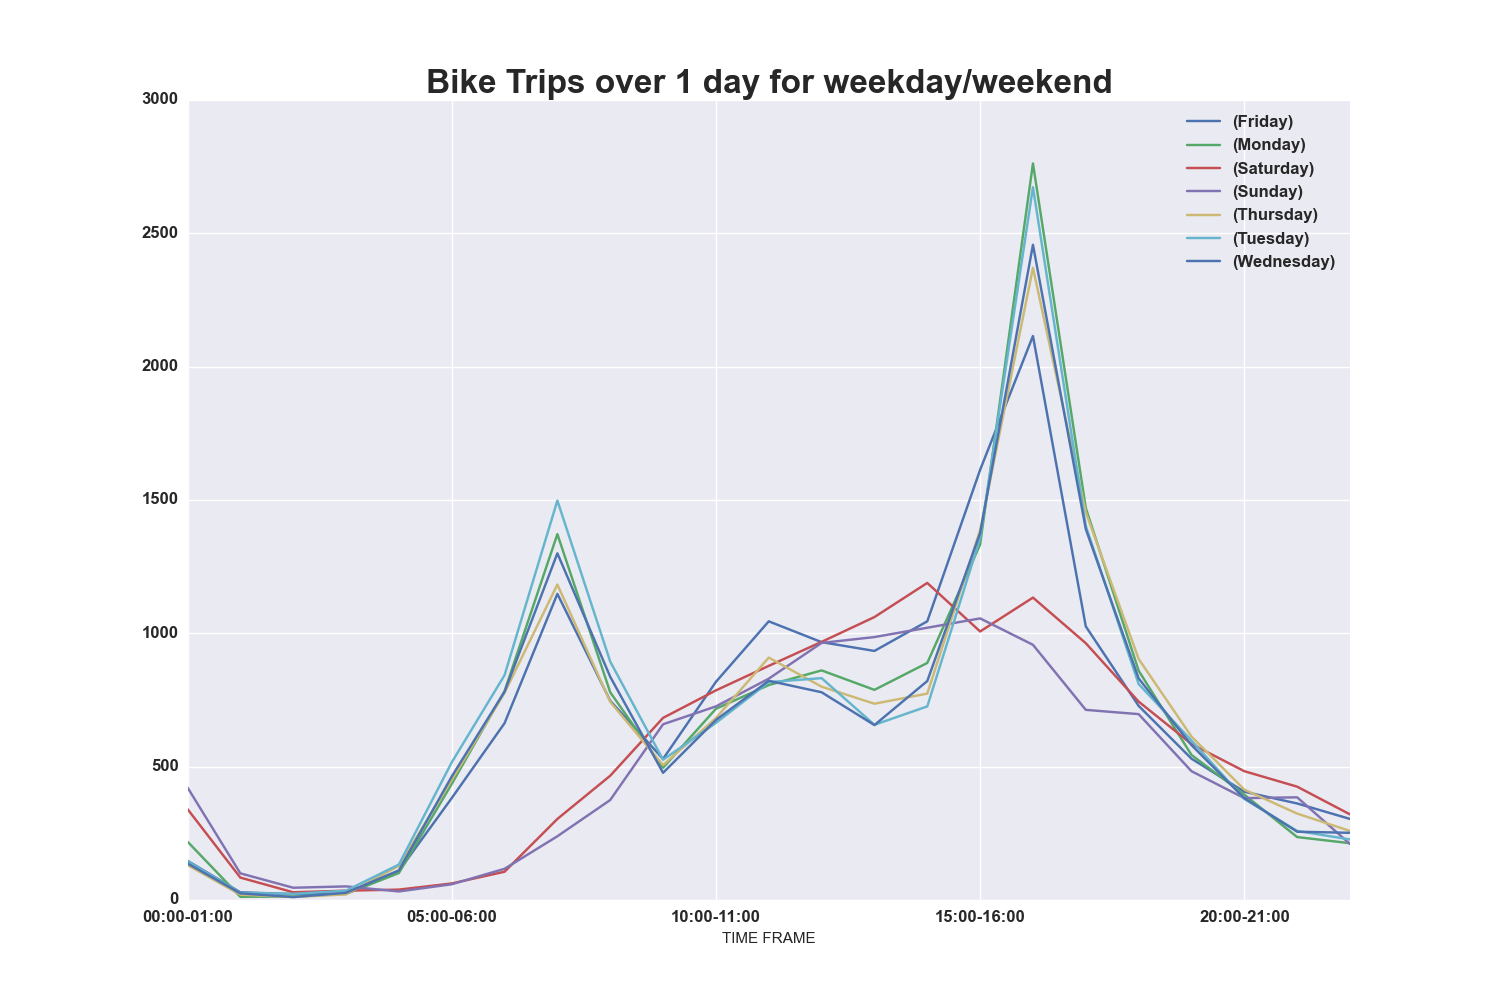 Bike Trips over 1 day for weekday/weekend
3000
2500
2000
1500
1000
500
0
(Friday)
(Monday)
(Saturday)
(Sunday)
(Thursday)
(Tuesday)
(Wednesday)
00:00-01:00 05:00-06:00 10:00-11:00 15:00-16:00 20:00-21:00
TIME FRAME